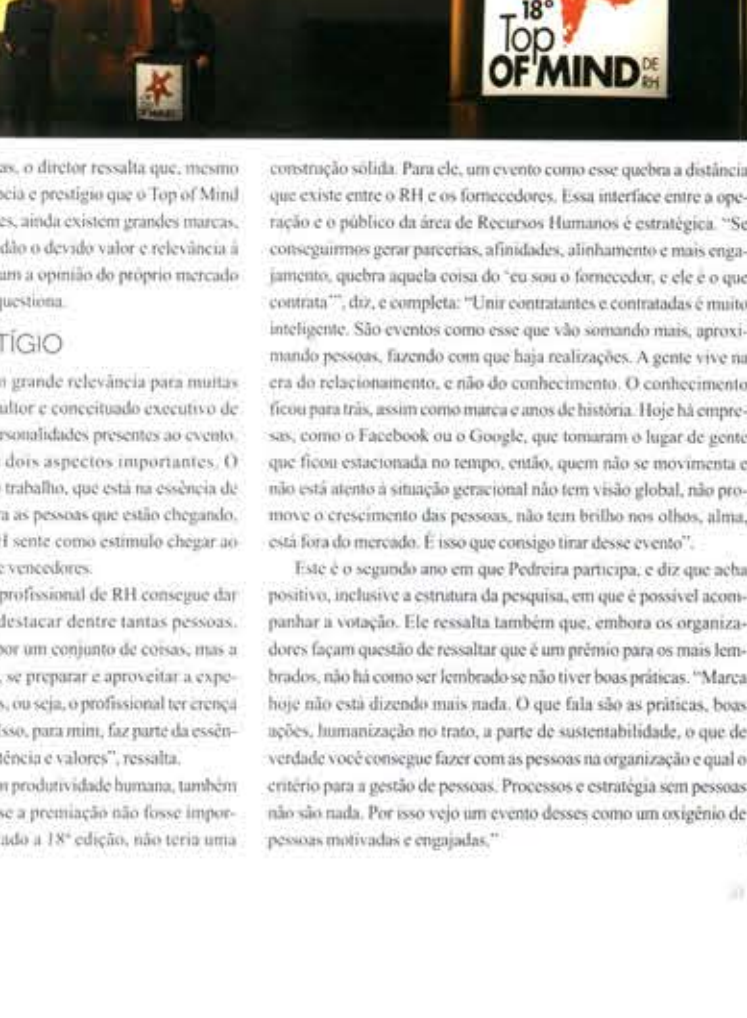 18º
Top
OF MIND DE
RH
as, o diretor ressalta que, mesmo
cia e prestígio que o Top of Mind
es, ainda existem grandes marcas,
dão o devido valor e relevância à
am a opinião do próprio mercado
uestiona.
TÍGIO
n grande relevância para muitas
ultor e conceituado executivo de
rsonalidades presentes ao evento.
dois aspectos importantes. O
trabalho, que está na essência de
ra as pessoas que estão chegando.
H sente como estímulo chegar ao
e vencedores.
profissional de RH consegue dar
destacar dentre tantas pessoas.
por um conjunto de coisas, mas a
, se preparar e aproveitar a expe-
s, ou seja, o profissional ter crença
sso, para mim, faz parte da essên-
tência e valores”, ressalta.
m produtividade humana, também
se a premiação não fosse impor-
ado a 18ª edição, não teria uma
construção sólida. Para ele, um evento como esse quebra a distância
que existe entre o RH e os fornecedores. Essa interface entre a ope-
ração e o público da área de Recursos Humanos é estratégica. “Se
conseguirmos gerar parcerias, afinidades, alinhamento e mais enga-
jamento, quebra aquela coisa do ‘eu sou o fornecedor, e ele é o que
contrata’”, diz, e completa: “Unir contratantes e contratadas é muito
inteligente. São eventos como esse que vão somando mais, aproxi-
mando pessoas, fazendo com que haja realizações. A gente vive na
era do relacionamento, e não do conhecimento. O conhecimento
ficou para trás, assim como marca e anos de história. Hoje há empre-
sas, como o Facebook ou o Google, que tomaram o lugar de gente
que ficou estacionada no tempo, então, quem não se movimenta e
não está atento à situação geracional não tem visão global, não pro-
move o crescimento das pessoas, não tem brilho nos olhos, alma,
está fora do mercado. É isso que consigo tirar desse evento”.
Este é o segundo ano em que Pedreira participa, e diz que acha
positivo, inclusive a estrutura da pesquisa, em que é possível acom-
panhar a votação. Ele ressalta também que, embora os organiza-
dores façam questão de ressaltar que é um prêmio para os mais lem-
brados, não há como ser lembrado se não tiver boas práticas. “Marca
hoje não está dizendo mais nada. O que fala são as práticas, boas
ações, humanização no trato, a parte de sustentabilidade, o que de
verdade você consegue fazer com as pessoas na organização e qual o
critério para a gestão de pessoas. Processos e estratégia sem pessoas
não são nada. Por isso vejo um evento desses como um oxigênio de
pessoas motivadas e engajadas.”